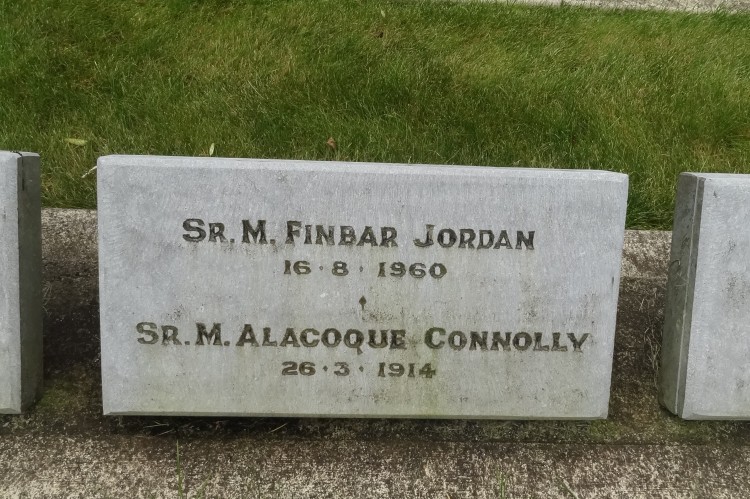 Sr. M. Finbar Jordan
16·8·1960
Sr. M. Alacoque Connolly
26·3·1914